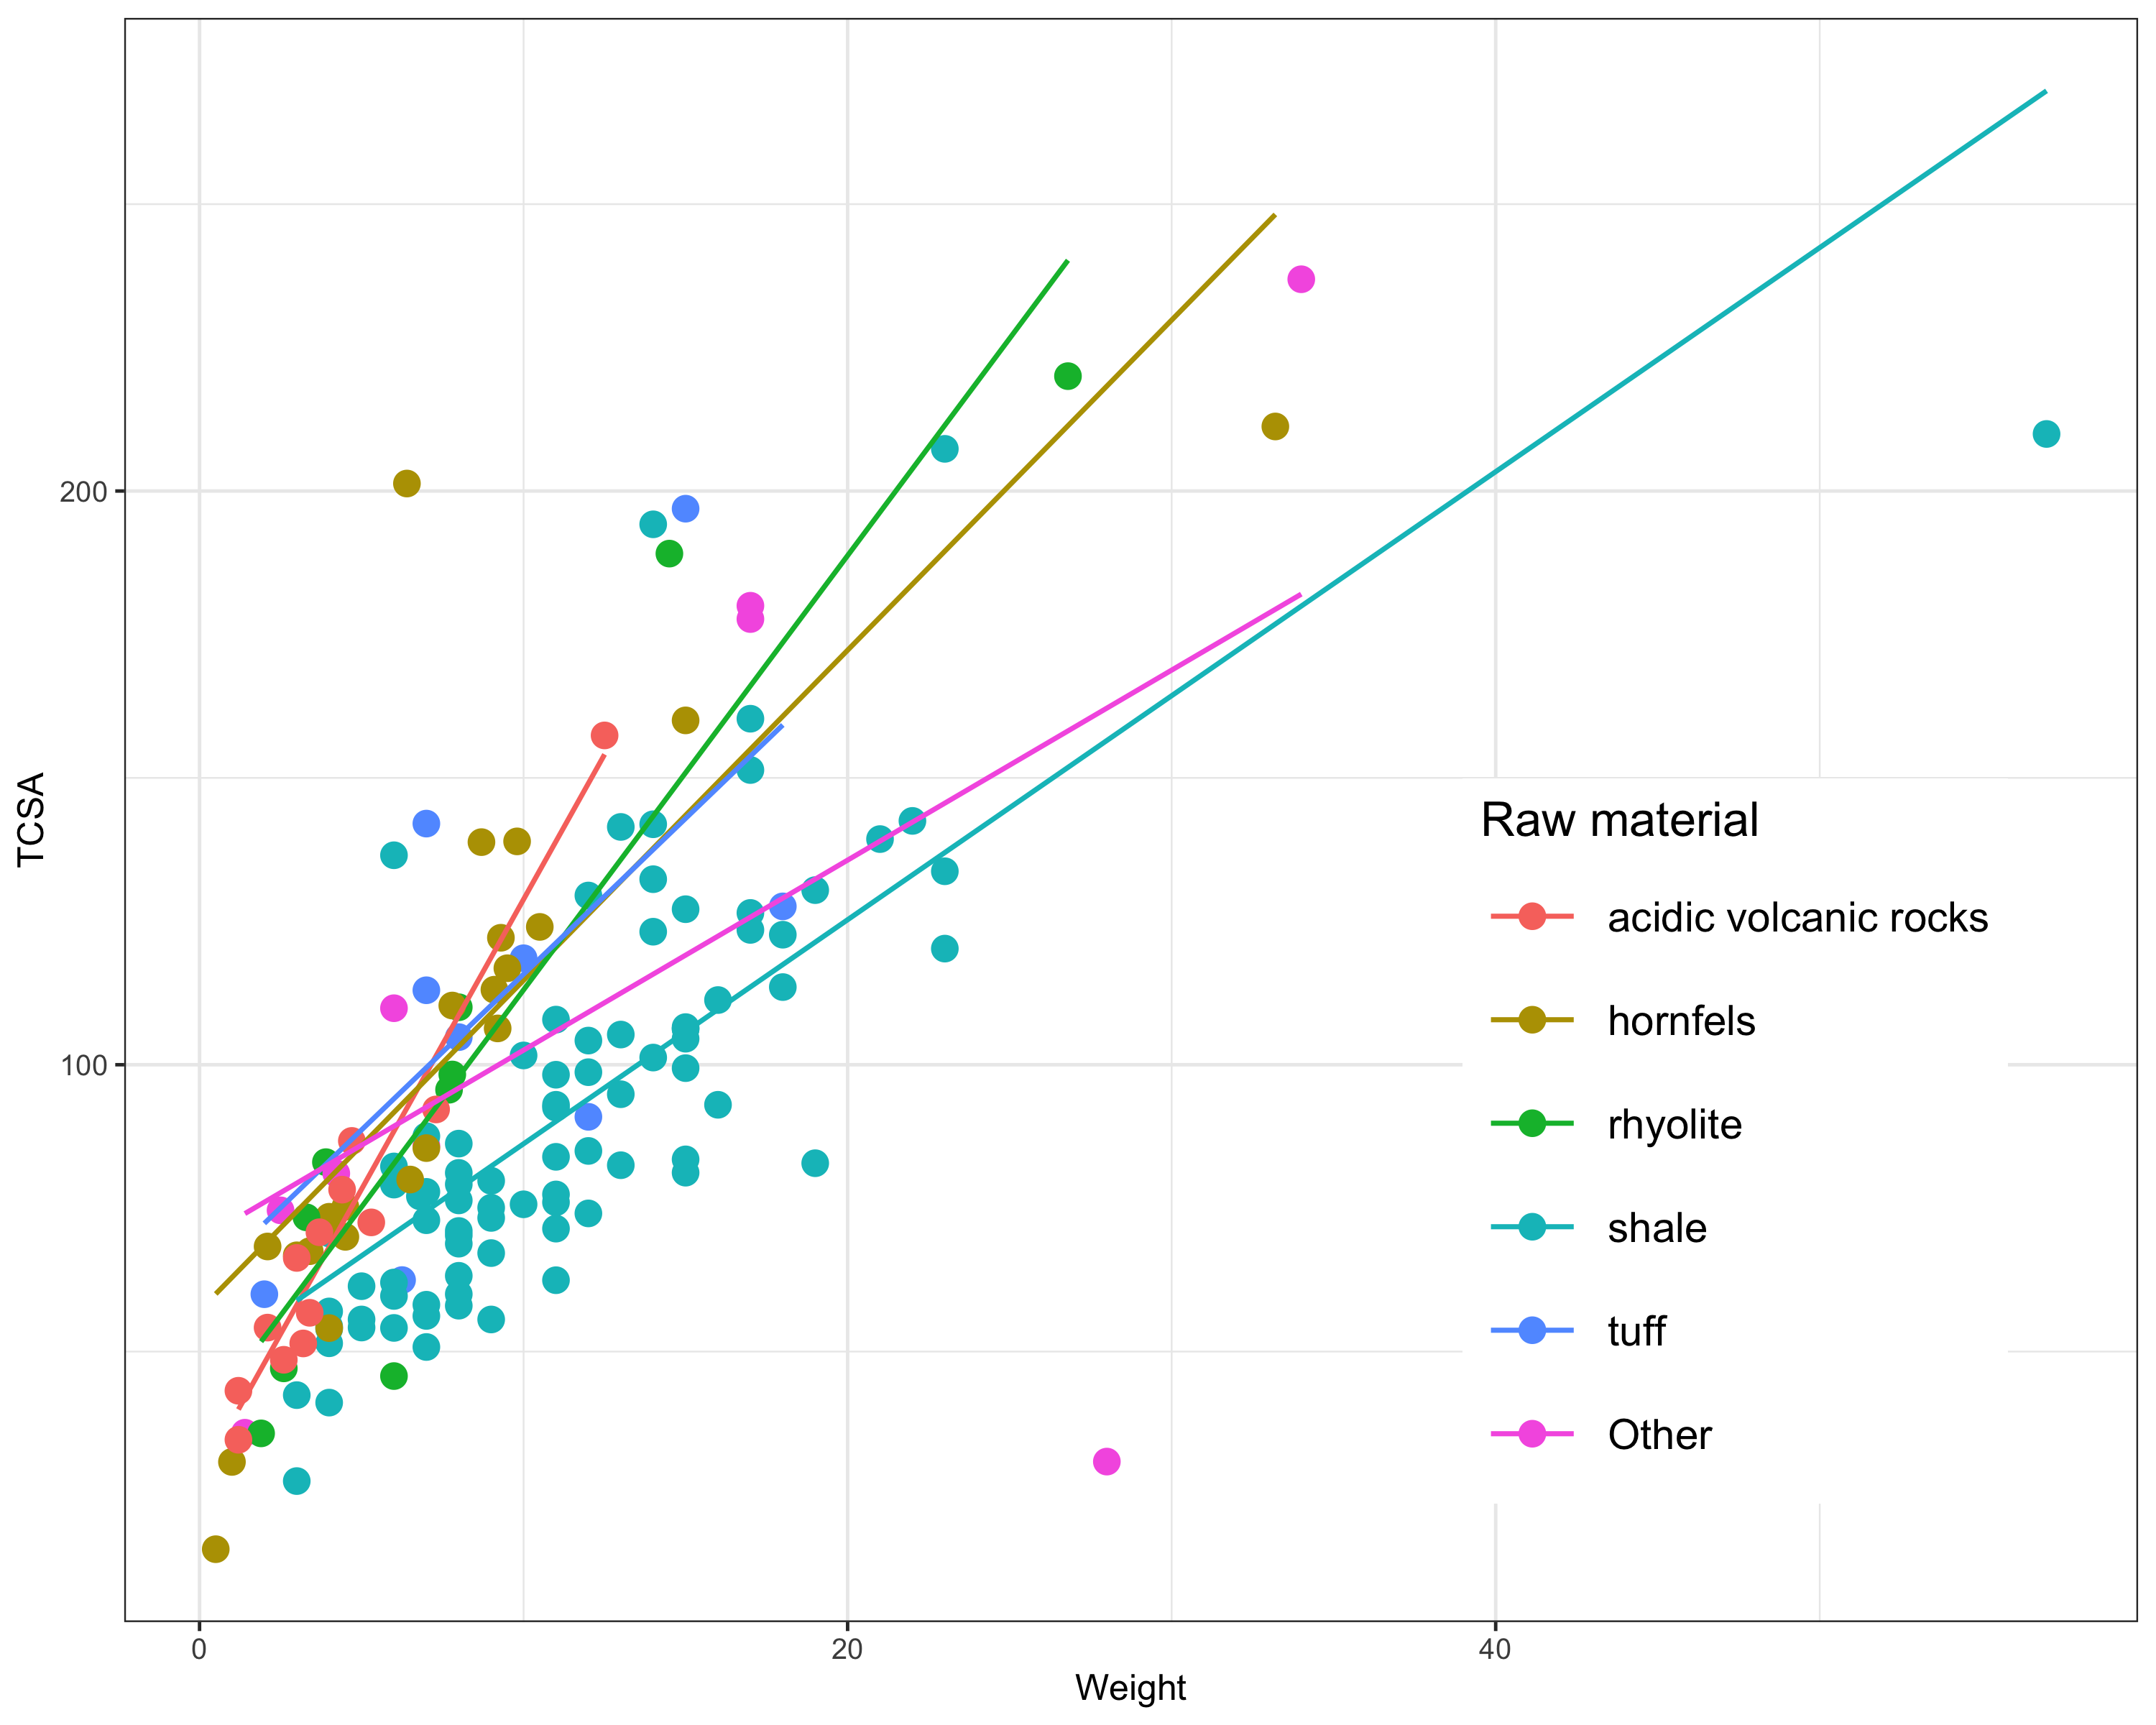 TCSA
200
100
0
20
40
Weight
Raw material
acidic volcanic rocks
hornfels
rhyolite
shale
tuff
Other